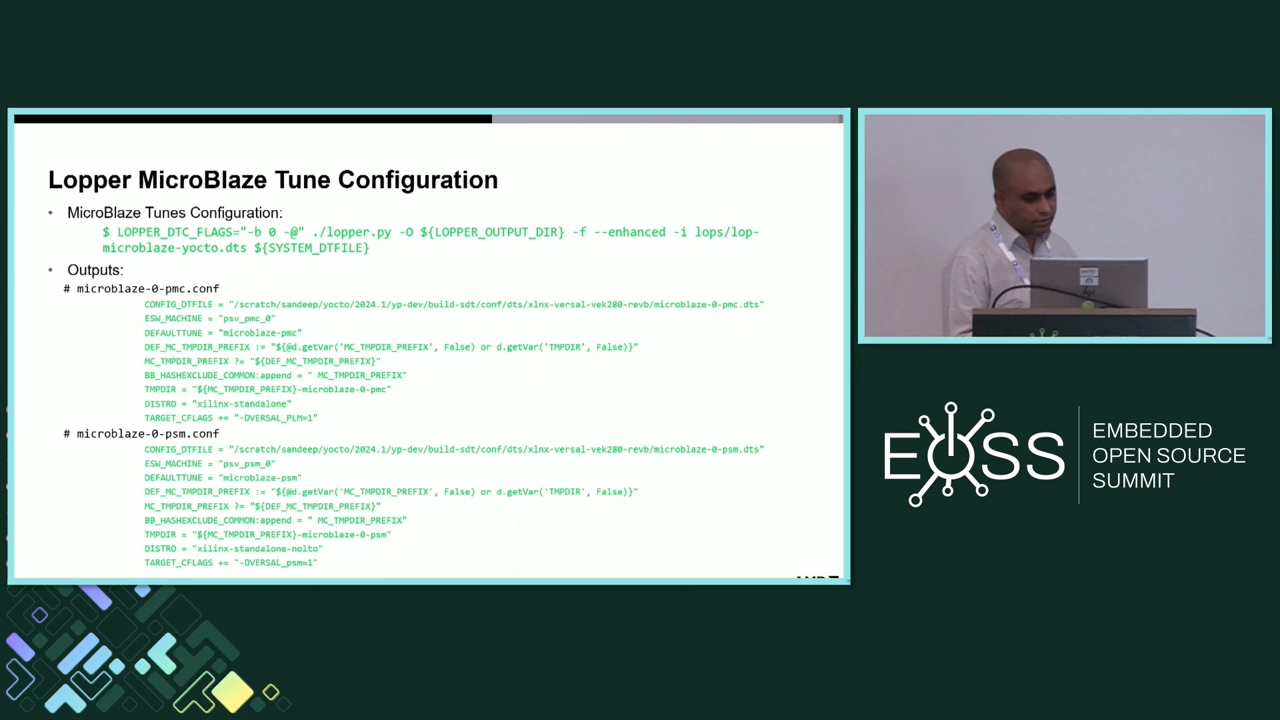 Lopper MicroBlaze Tune Configuration
• MicroBlaze Tunes Configuration:
$ LOPPER_DTC_FLAGS="-b 0 -@" ./lopper.py -O ${LOPPER_OUTPUT_DIR} -f --enhanced -i lops/lop-
microblaze-yocto.dts ${SYSTEM_DTFILE}
• Outputs:
# microblaze-0-pmc.conf
CONFIG_DTFILE = "/scratch/sandeep/yocto/2024.1/yp-dev/build-sdt/conf/dts/xlnx-versal-vek280-revb/microblaze-0-pmc.dts"
ESW_MACHINE = "psv_pmc_0"
DEFAULTTUNE = "microblaze-pmc"
DEF_MC_TMPDIR_PREFIX := "${@d.getVar('MC_TMPDIR_PREFIX', False) or d.getVar('TMPDIR', False)}"
MC_TMPDIR_PREFIX ?= "${DEF_MC_TMPDIR_PREFIX}"
BB_HASHEXCLUDE_COMMON:append = " MC_TMPDIR_PREFIX"
TMPDIR = "${MC_TMPDIR_PREFIX}-microblaze-0-pmc"
DISTRO = "xilinx-standalone"
TARGET_CFLAGS += "-DVERSAL_PLM=1"
# microblaze-0-psm.conf
CONFIG_DTFILE = "/scratch/sandeep/yocto/2024.1/yp-dev/build-sdt/conf/dts/xlnx-versal-vek280-revb/microblaze-0-psm.dts"
ESW_MACHINE = "psv_psm_0"
DEFAULTTUNE = "microblaze-psm"
DEF_MC_TMPDIR_PREFIX := "${@d.getVar('MC_TMPDIR_PREFIX', False) or d.getVar('TMPDIR', False)}"
MC_TMPDIR_PREFIX ?= "${DEF_MC_TMPDIR_PREFIX}"
BB_HASHEXCLUDE_COMMON:append = " MC_TMPDIR_PREFIX"
TMPDIR = "${MC_TMPDIR_PREFIX}-microblaze-0-psm"
DISTRO = "xilinx-standalone-nolto"
TARGET_CFLAGS += "-DVERSAL_psm=1"
EOSS
EMBEDDED
OPEN SOURCE
SUMMIT